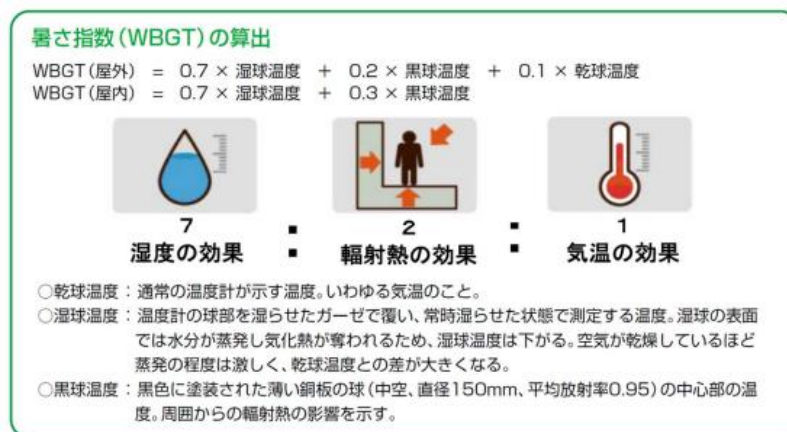 暑さ指数(WBGT)の算出
WBGT(屋外) = 0.7 × 湿球温度 + 0.2 × 黒球温度 + 0.1 × 乾球温度
WBGT(屋内) = 0.7 × 湿球温度 + 0.3 × 黒球温度
7 : 2 : 1
湿度の効果 輻射熱の効果 気温の効果
○乾球温度:通常の温度計が示す温度。いわゆる気温のこと。
○湿球温度:温度計の球部を湿らせたガーゼで覆い、常時湿らせた状態で測定する温度。湿球の表面
では水分が蒸発し気化熱が奪われるため、湿球温度は下がる。空気が乾燥しているほど
蒸発の程度は激しく、乾球温度との差が大きくなる。
○黒球温度:黒色に塗装された薄い銅板の球(中空、直径150mm、平均放射率0.95)の中心部の温
度。周囲からの輻射熱の影響を示す。